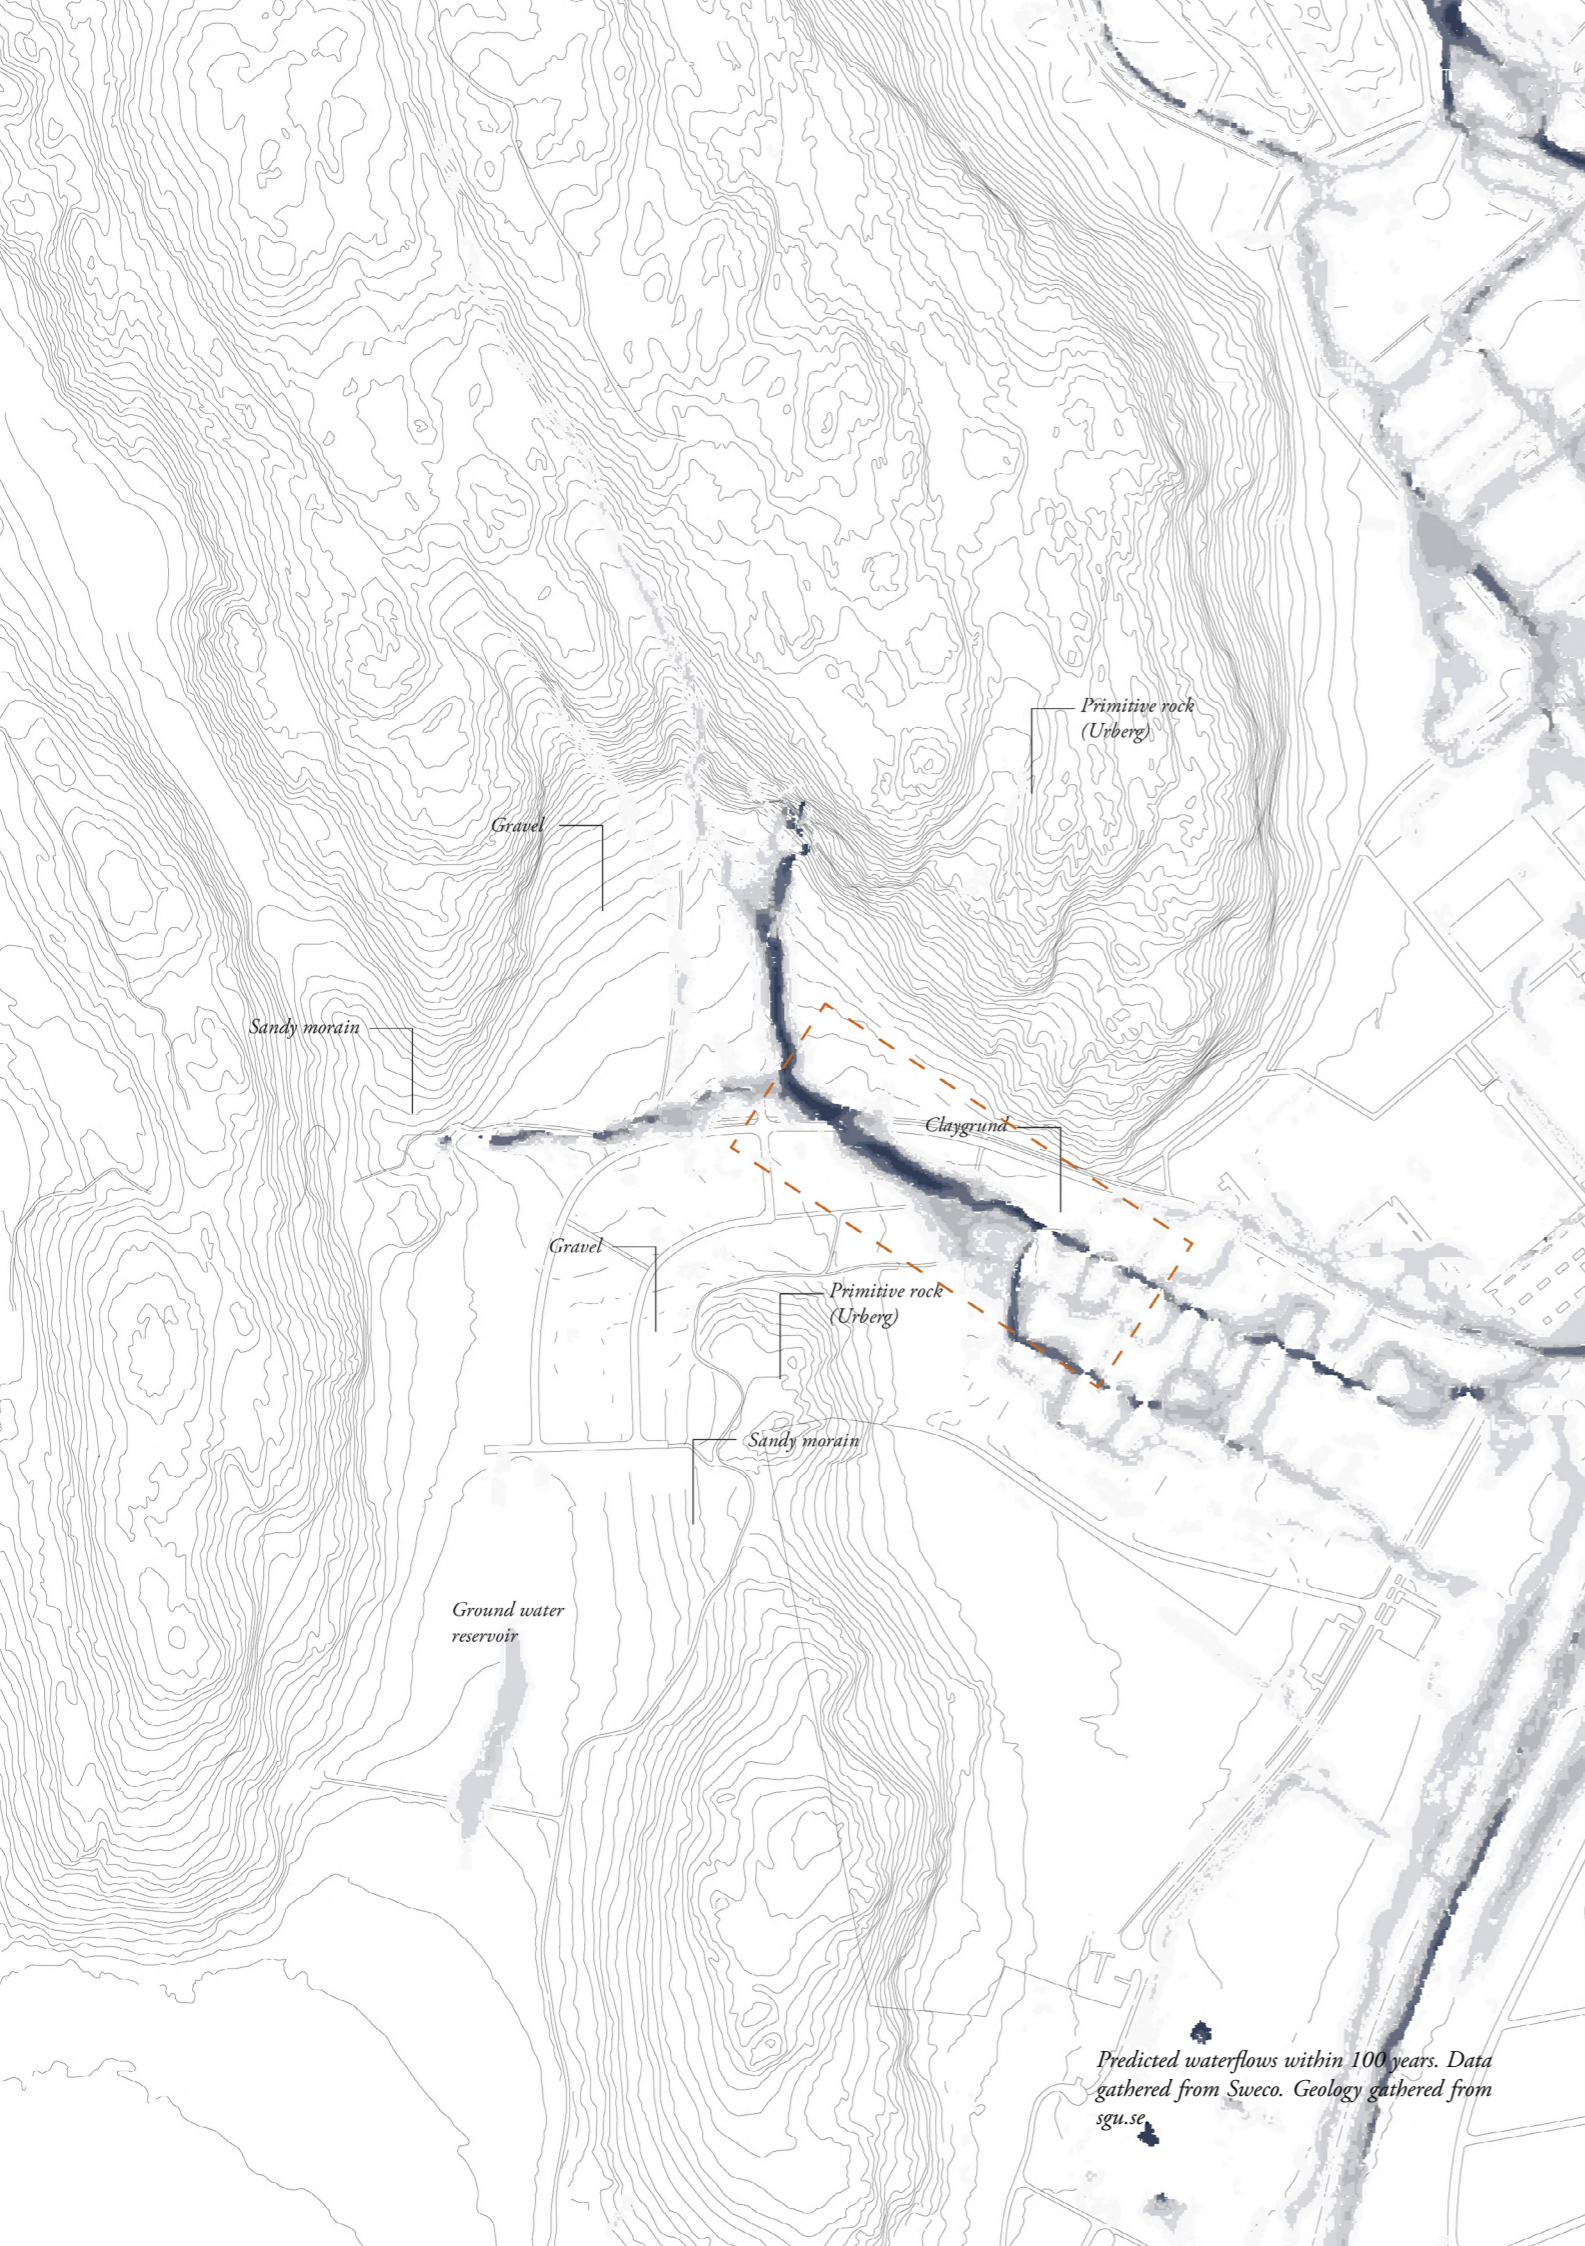 Primitive rock
(Urberg)
Gravel
Sandy morain
Claygrund
Gravel
Primitive rock
(Urberg)
Sandy morain
Ground water
reservoir
Predicted waterflows within 100 years. Data
gathered from Sweco. Geology gathered from
sgu.se.